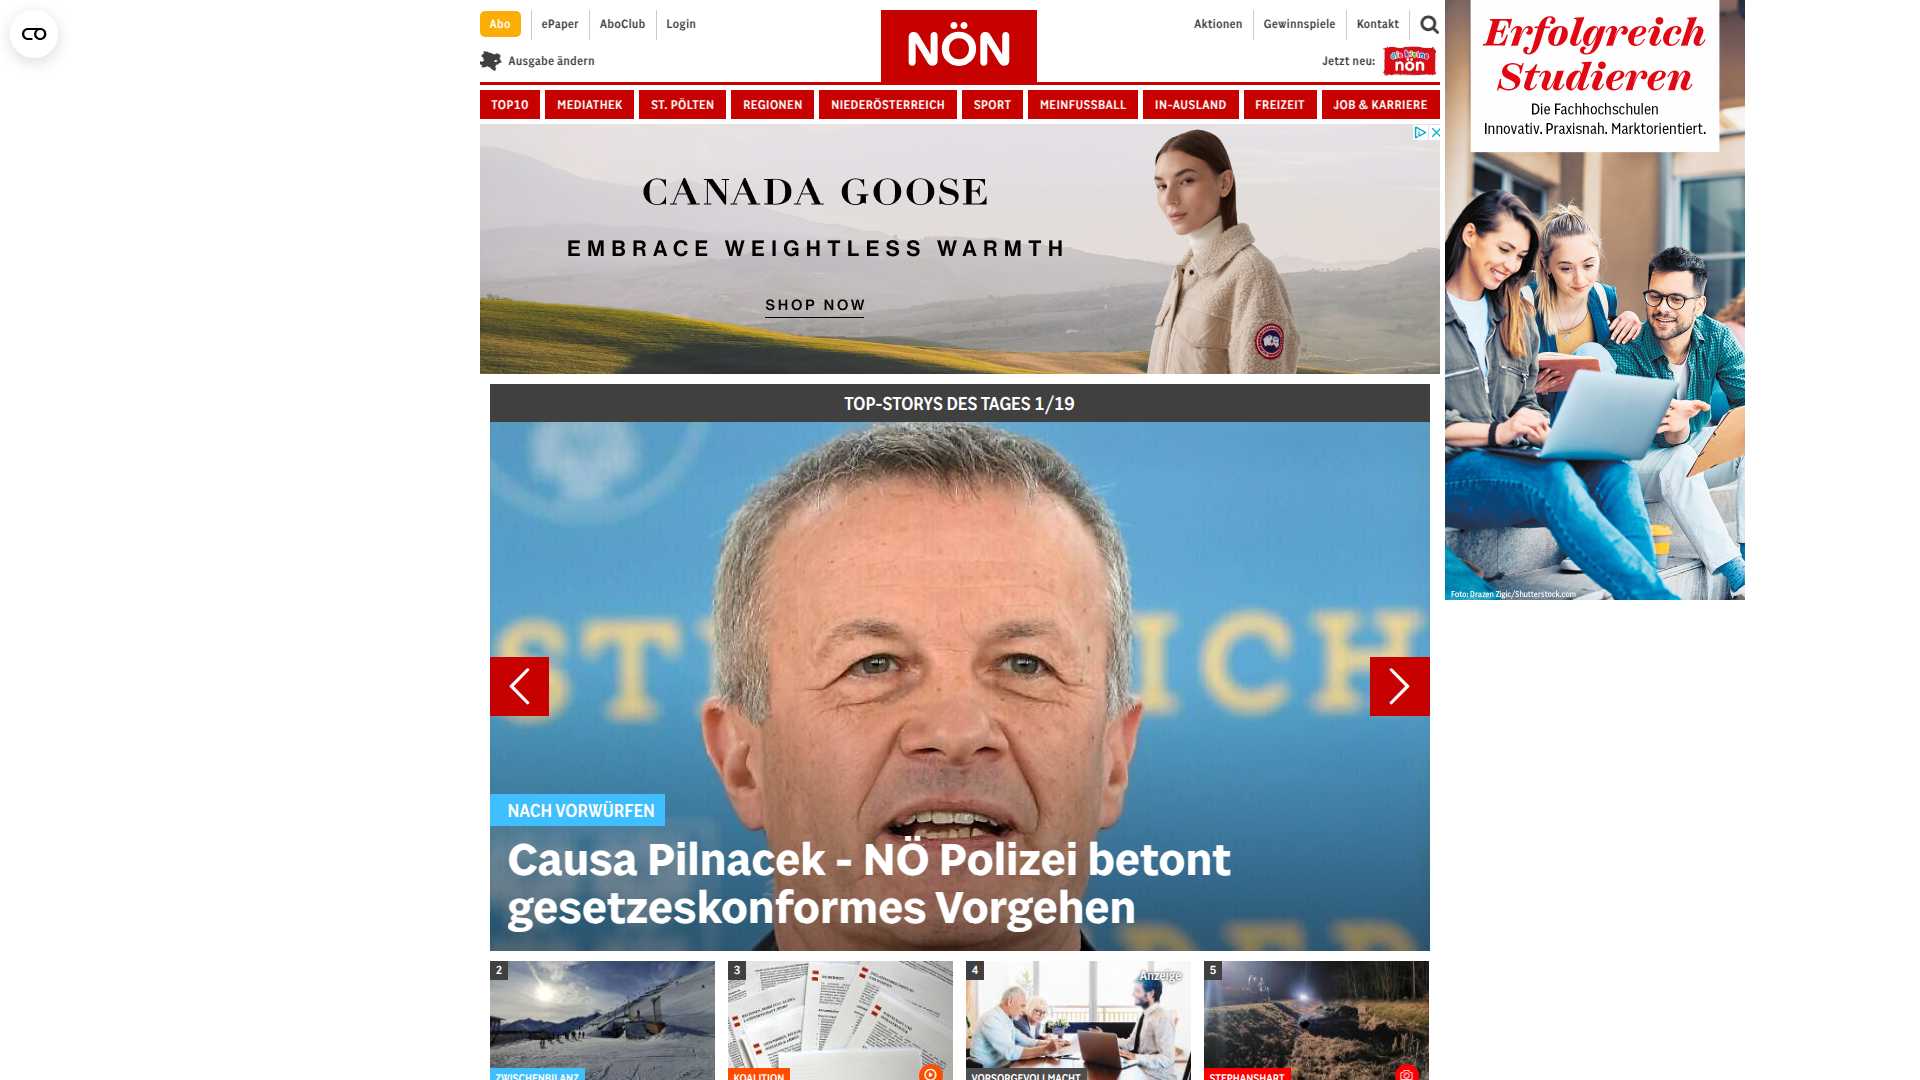 Abo
ePaper
AboClub
Login
NÖN
Aktionen
Gewinnspiele
Kontakt
Ausgabe ändern
Jetzt neu:
die kleine
nön
TOP10
MEDIATHEK
ST. PÖLTEN
REGIONEN
NIEDERÖSTERREICH
SPORT
MEINFUSSBALL
IN-AUSLAND
FREIZEIT
JOB & KARRIERE
CANADA GOOSE
EMBRACE WEIGHTLESS WARMTH
SHOP NOW
Erfolgreich
Studieren
Die Fachhochschulen
Innovativ. Praxisnah. Marktorientiert.
Foto: Drazen Zigic/Shutterstock.com
TOP-STORYS DES TAGES 1/19
NACH VORWÜRFEN
Causa Pilnacek - NÖ Polizei betont
gesetzeskonformes Vorgehen
2
ZWISCHENBILANZ
3
KOALITION
4
Anzeige
VORSORGEVOLLMACHT
5
STEPHANSHART